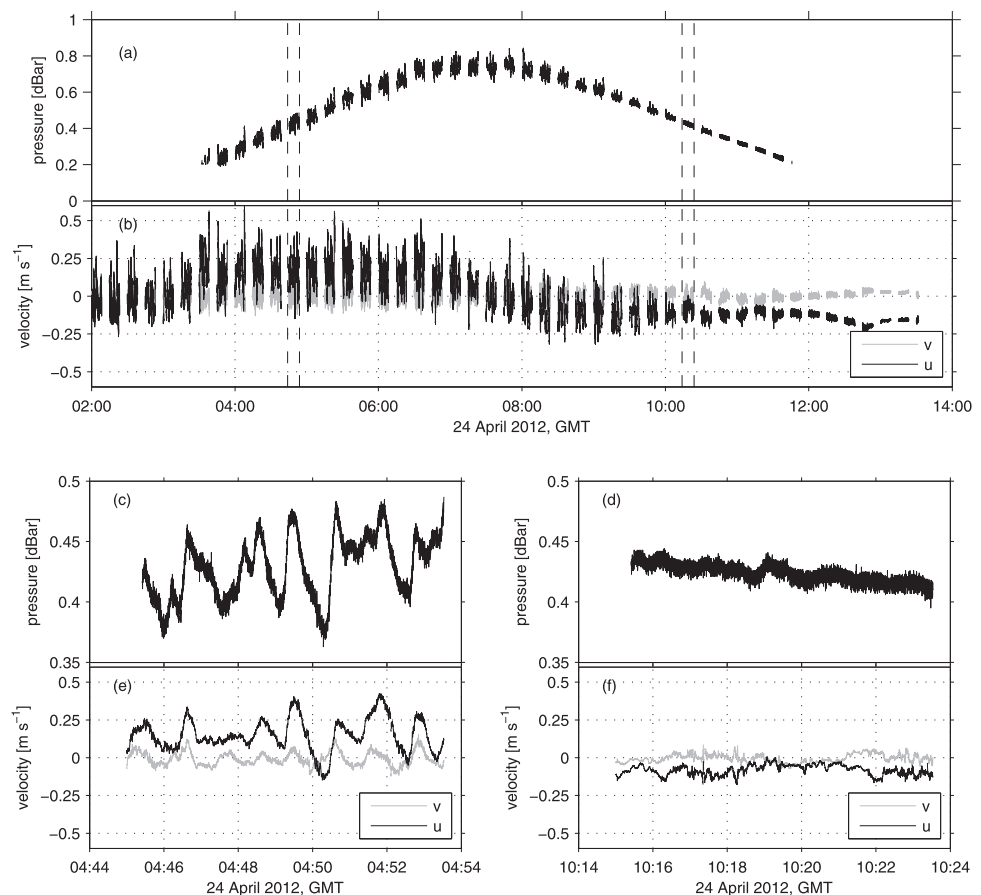 1
(a)
0.8
0.6
0.4
0.2
0
pressure [dBar]
(b)
0.5
0.25
0
−0.25
−0.5
velocity [m s⁻¹]
v
u
02:00 04:00 06:00 08:00 10:00 12:00 14:00
24 April 2012, GMT
0.5
(c)
0.45
0.4
0.35
pressure [dBar]
0.5
(d)
0.45
0.4
0.35
pressure [dBar]
(e)
0.5
0.25
0
−0.25
−0.5
velocity [m s⁻¹]
v
u
04:44 04:46 04:48 04:50 04:52 04:54
24 April 2012, GMT
(f)
0.5
0.25
0
−0.25
−0.5
velocity [m s⁻¹]
v
u
10:14 10:16 10:18 10:20 10:22 10:24
24 April 2012, GMT